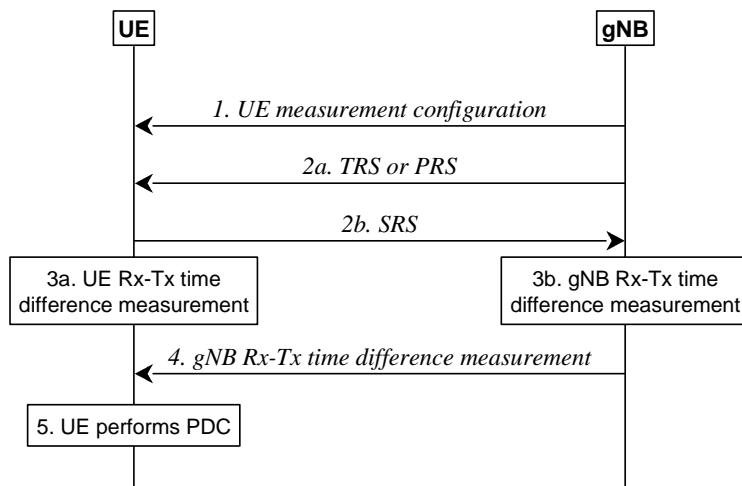 UE
gNB
1. UE measurement configuration
2a. TRS or PRS
2b. SRS
3a. UE Rx-Tx time
difference measurement
3b. gNB Rx-Tx time
difference measurement
4. gNB Rx-Tx time difference measurement
5. UE performs PDC